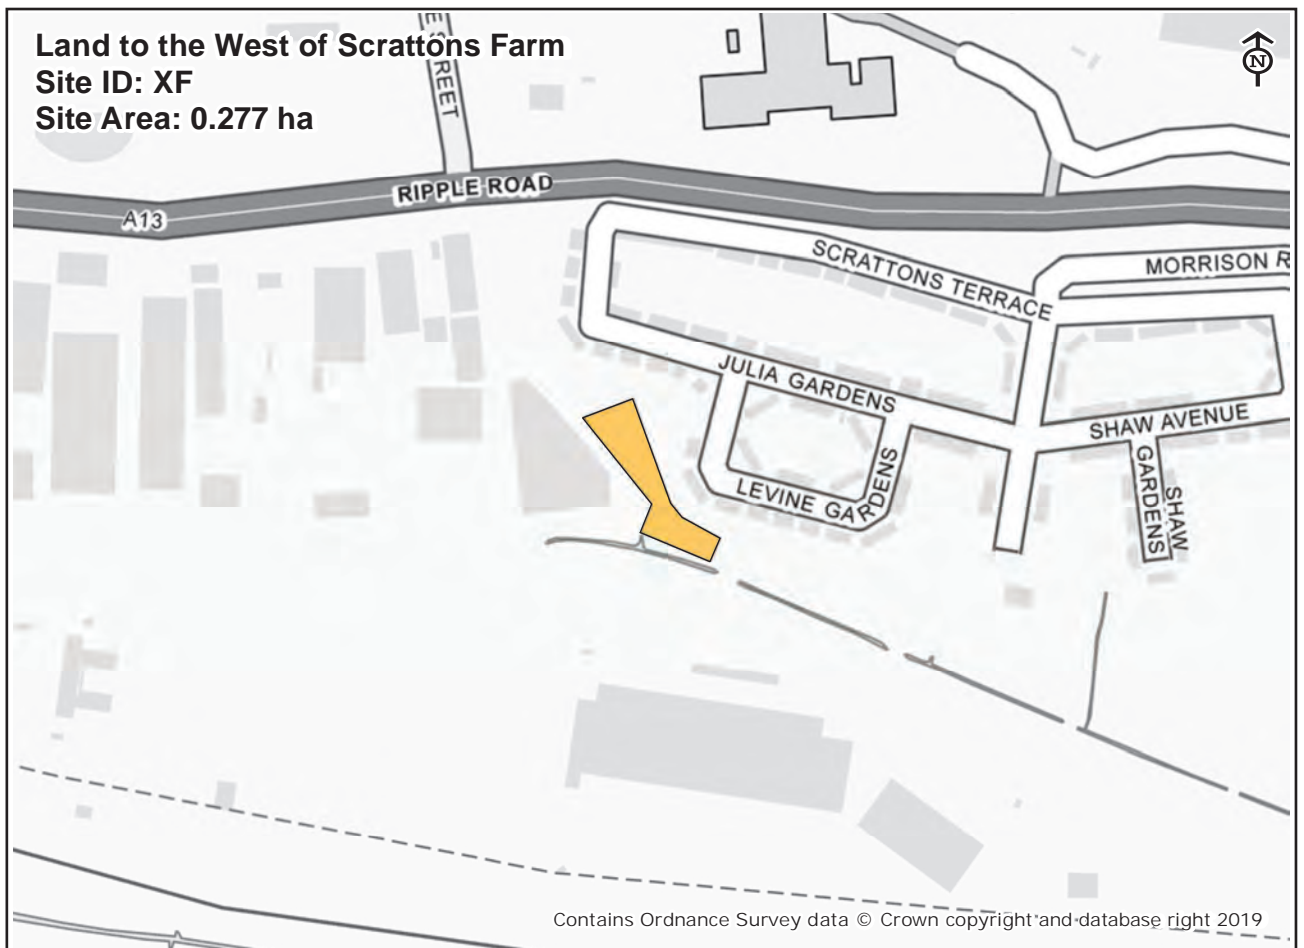 Land to the West of Scrattons Farm
Site ID: XF
Site Area: 0.277 ha
N
E STREET
RIPPLE ROAD
A13
SCRATTONS TERRACE
MORRISON R
JULIA GARDENS
SHAW AVENUE
LEVINE GARDENS
SHAW
GARDENS
Contains Ordnance Survey data © Crown copyright and database right 2019